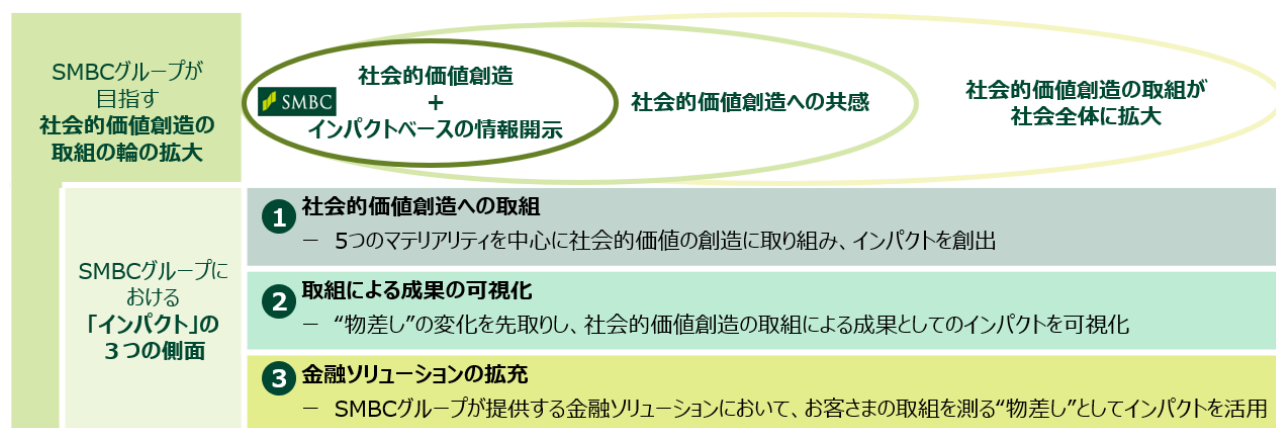 SMBCグループが
目指す
社会的価値創造の
取組の輪の拡大
SMBC
社会的価値創造
+
インパクトベースの情報開示
社会的価値創造への共感
社会的価値創造の取組が
社会全体に拡大
SMBCグループに
おける
「インパクト」の
3つの側面
1 社会的価値創造への取組
－ 5つのマテリアリティを中心に社会的価値の創造に取り組み、インパクトを創出
2 取組による成果の可視化
－ “物差し”の変化を先取りし、社会的価値創造の取組による成果としてのインパクトを可視化
3 金融ソリューションの拡充
－ SMBCグループが提供する金融ソリューションにおいて、お客さまの取組を測る“物差し”としてインパクトを活用